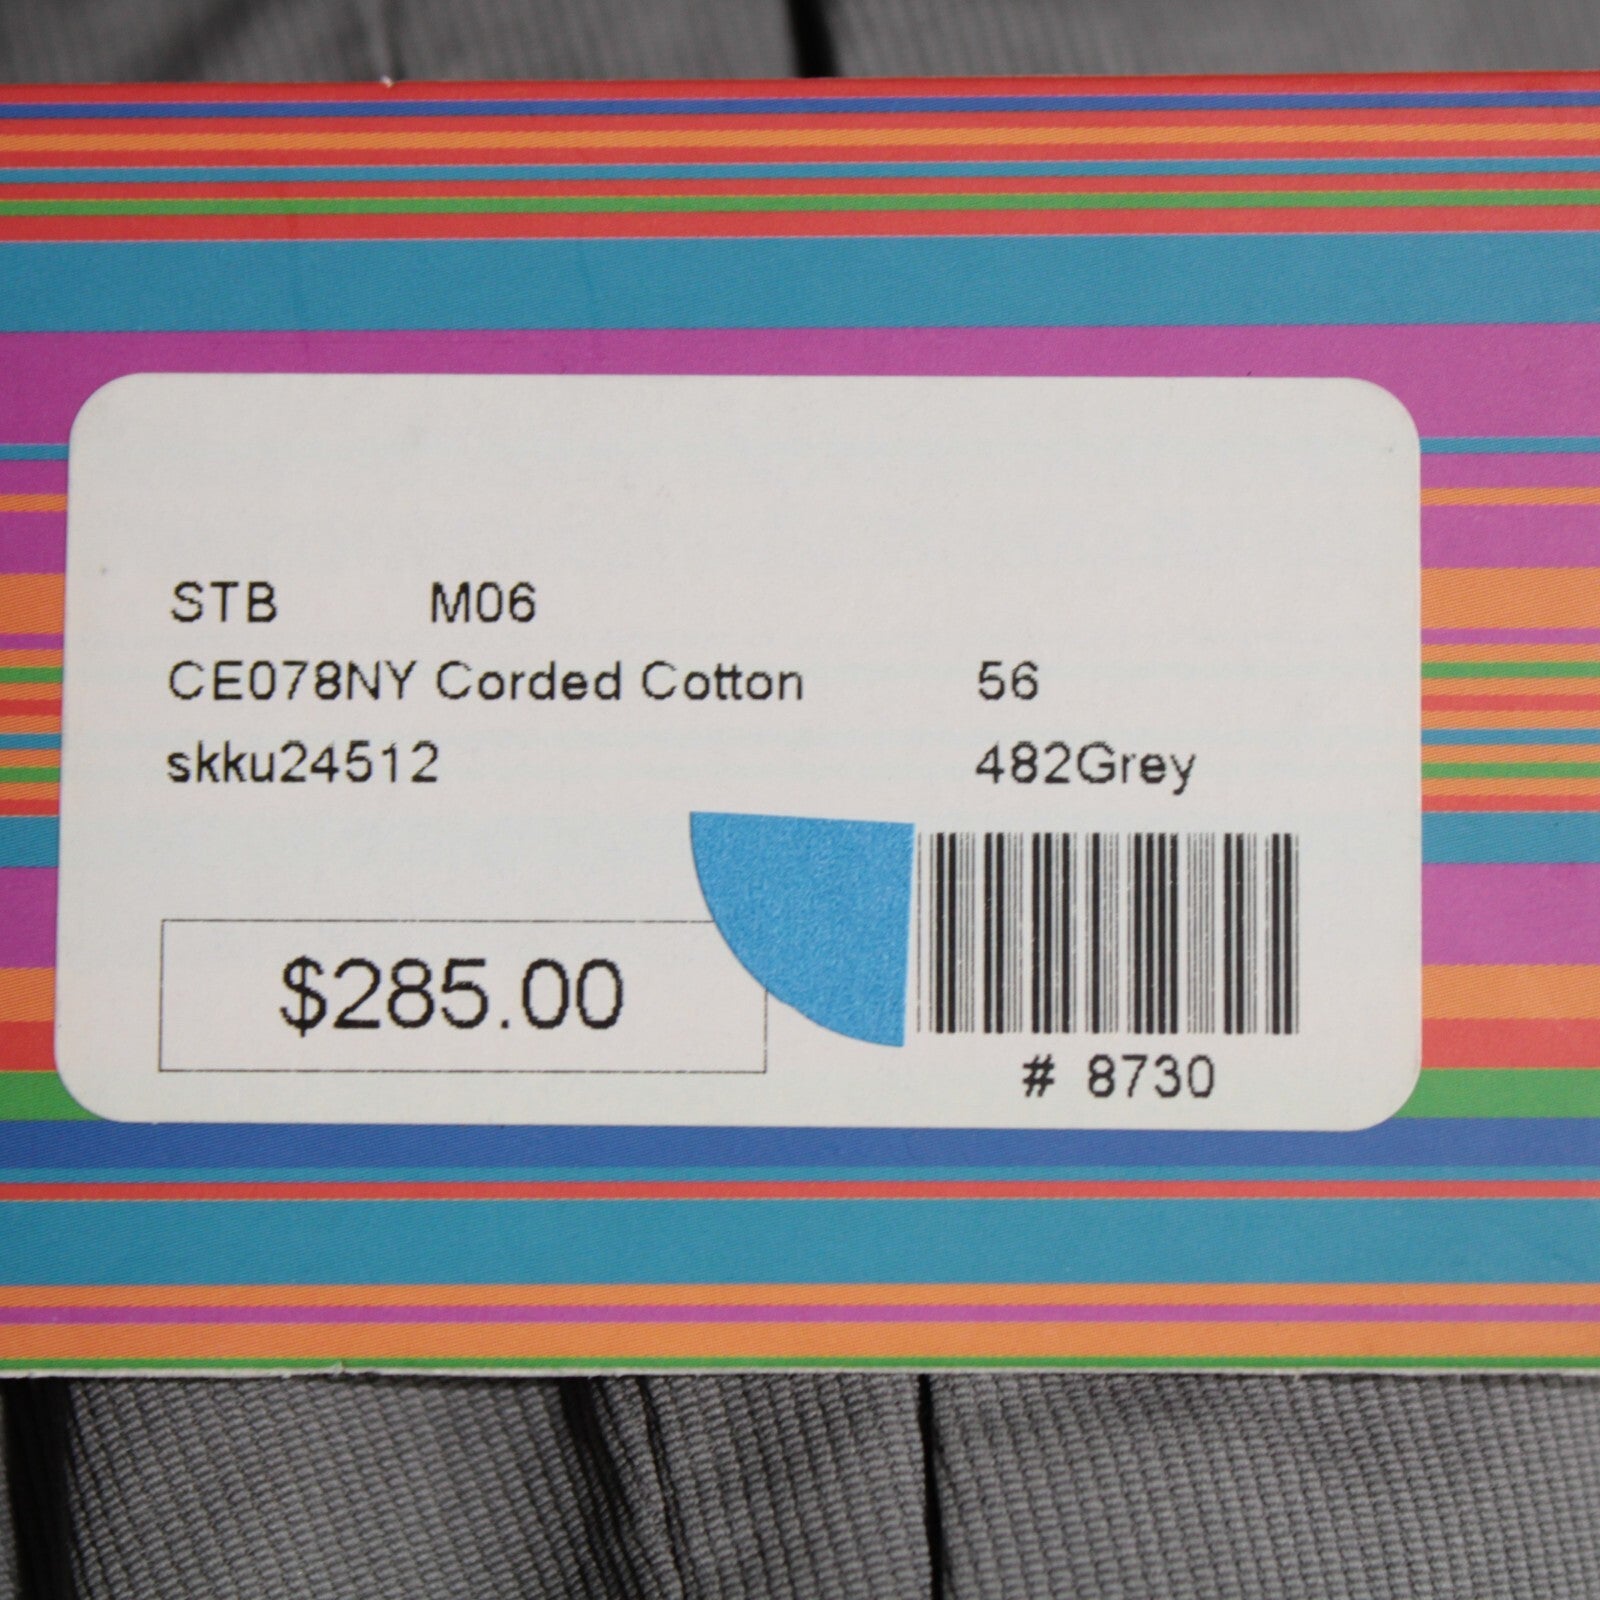 STB M06
CE078NY Corded Cotton 56
skku24512 482Grey
$285.00
# 8730